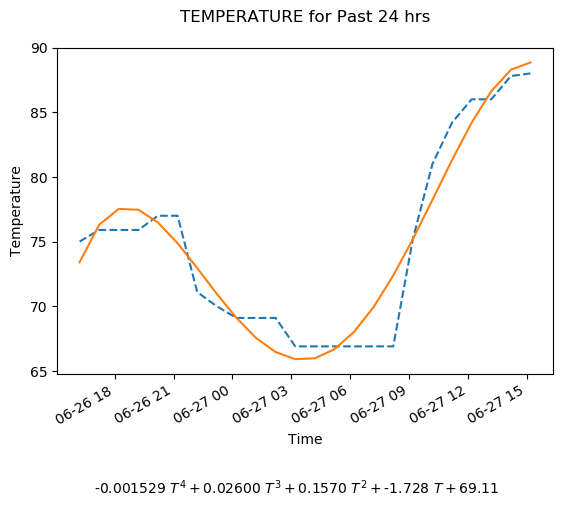 TEMPERATURE for Past 24 hrs
90
85
80
75
70
65
Temperature
06-26 18 06-26 21 06-27 00 06-27 03 06-27 06 06-27 09 06-27 12 06-27 15
Time
-0.001529 T⁴ + 0.02600 T³ + 0.1570 T² + -1.728 T + 69.11